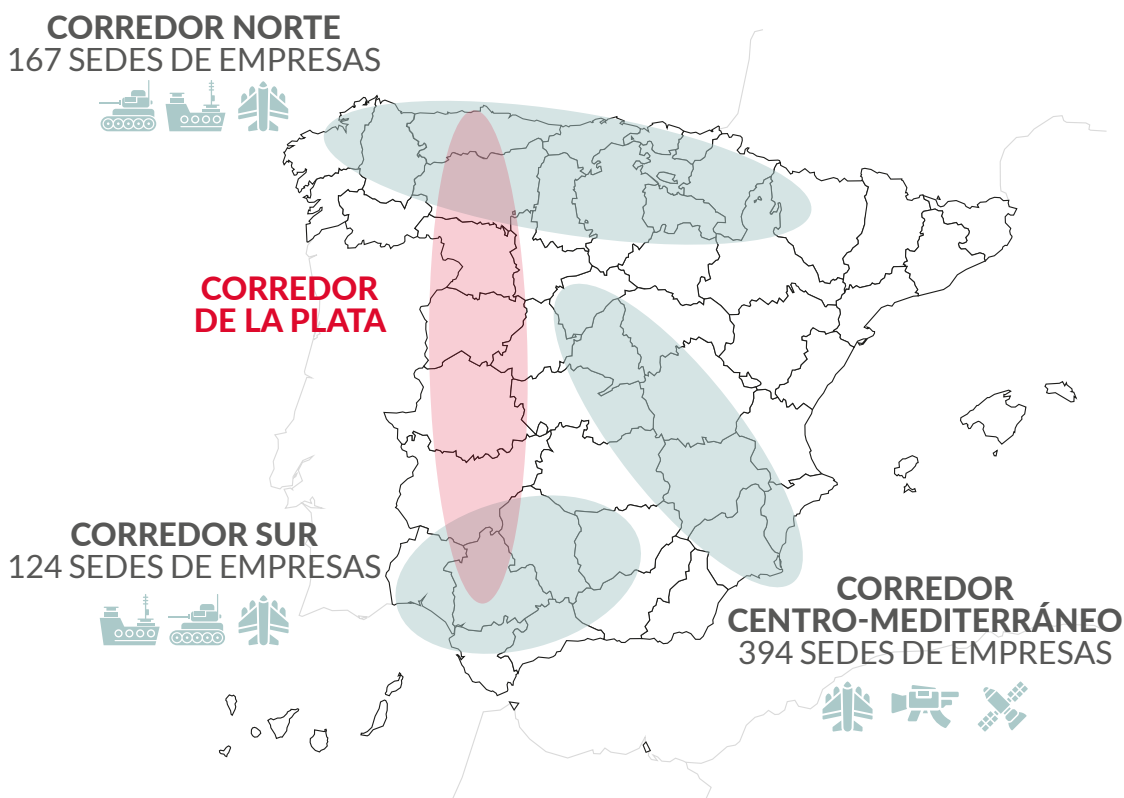 CORREDOR NORTE
167 SEDES DE EMPRESAS
CORREDOR
DE LA PLATA
CORREDOR SUR
124 SEDES DE EMPRESAS
CORREDOR
CENTRO-MEDITERRÁNEO
394 SEDES DE EMPRESAS